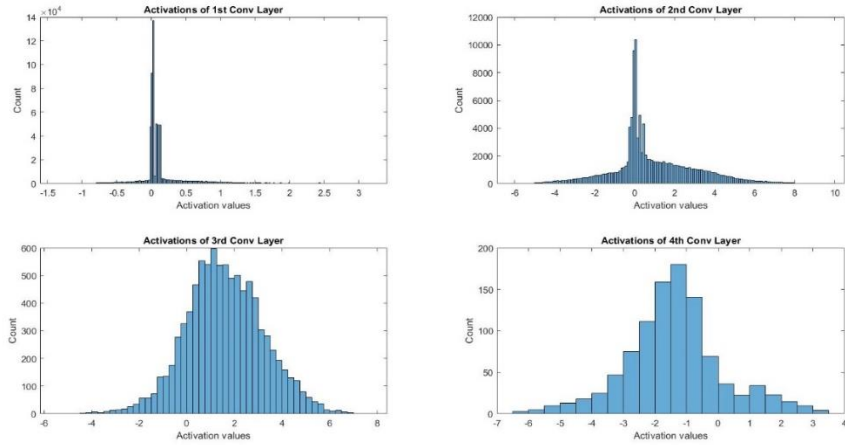 Activations of 1st Conv Layer
×10⁴
14
12
10
8
6
4
2
0
Count
-1.5 -1 -0.5 0 0.5 1 1.5 2 2.5 3
Activation values
Activations of 2nd Conv Layer
12000
10000
8000
6000
4000
2000
0
Count
-6 -4 -2 0 2 4 6 8 10
Activation values
Activations of 3rd Conv Layer
600
500
400
300
200
100
0
Count
-6 -4 -2 0 2 4 6 8
Activation values
Activations of 4th Conv Layer
200
150
100
50
0
Count
-7 -6 -5 -4 -3 -2 -1 0 1 2 3 4
Activation values